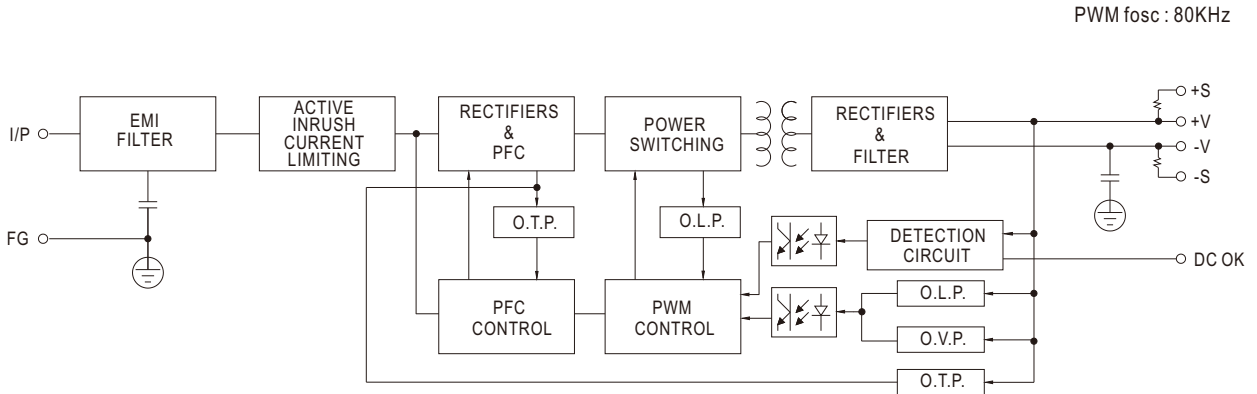 PWM fosc : 80KHz
I/P
EMI
FILTER
ACTIVE
INRUSH
CURRENT
LIMITING
RECTIFIERS
&
PFC
POWER
SWITCHING
RECTIFIERS
&
FILTER
+S
+V
-V
-S
FG
O.T.P.
O.L.P.
DETECTION
CIRCUIT
DC OK
PFC
CONTROL
PWM
CONTROL
O.L.P.
O.V.P.
O.T.P.